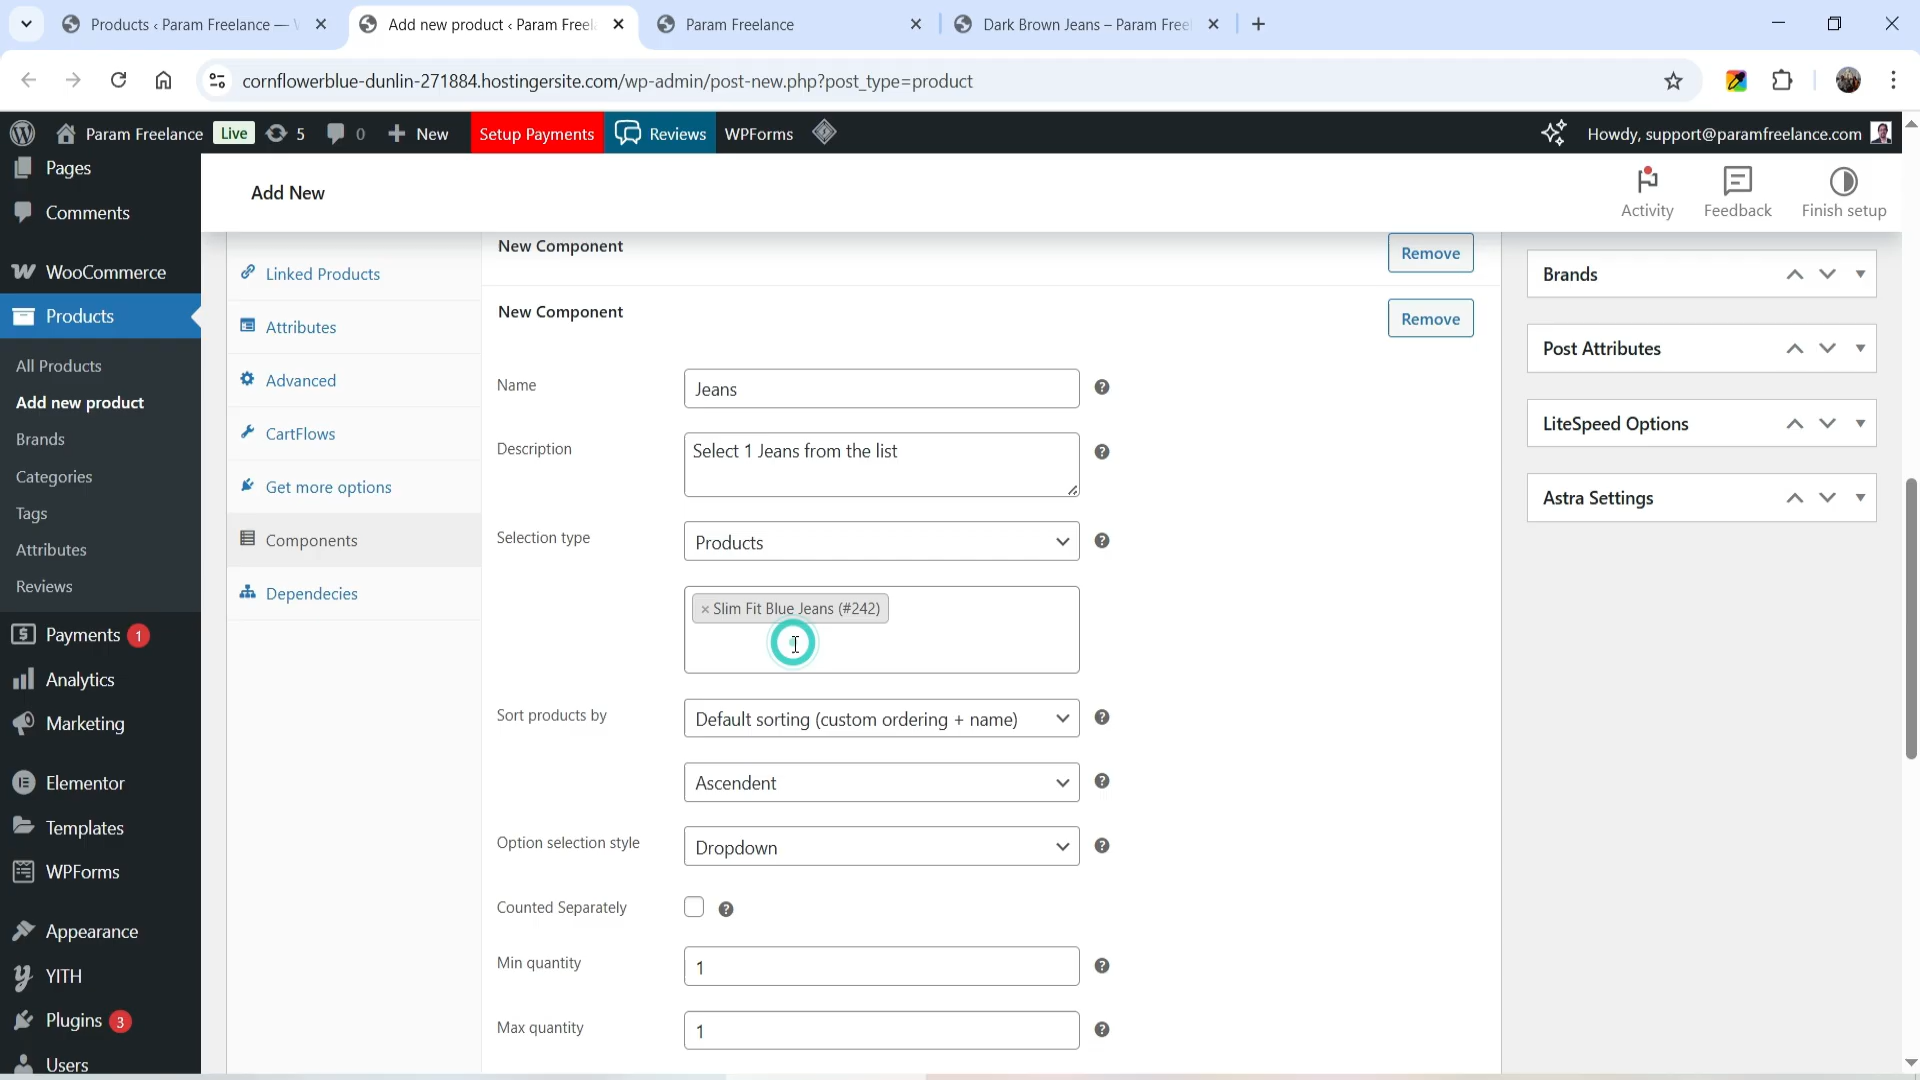 Products ‹ Param Freelance —
Add new product ‹ Param Freel
Param Freelance
Dark Brown Jeans – Param Free
cornflowerblue-dunlin-271884.hostingersite.com/wp-admin/post-new.php?post_type=product
Param Freelance
Live
5
0
New
Setup Payments
Reviews
WPForms
Howdy, support@paramfreelance.com
Pages
Comments
WooCommerce
Products
All Products
Add new product
Brands
Categories
Tags
Attributes
Reviews
Payments 1
Analytics
Marketing
Elementor
Templates
WPForms
Appearance
YITH
Plugins 3
Users
Add New
Activity
Feedback
Finish setup
Linked Products
Attributes
Advanced
CartFlows
Get more options
Components
Dependecies
New Component
Remove
New Component
Remove
Name
Jeans
Description
Select 1 Jeans from the list
Selection type
Products
× Slim Fit Blue Jeans (#242)
Sort products by
Default sorting (custom ordering + name)
Ascendent
Option selection style
Dropdown
Counted Separately
Min quantity
1
Max quantity
1
Brands
Post Attributes
LiteSpeed Options
Astra Settings